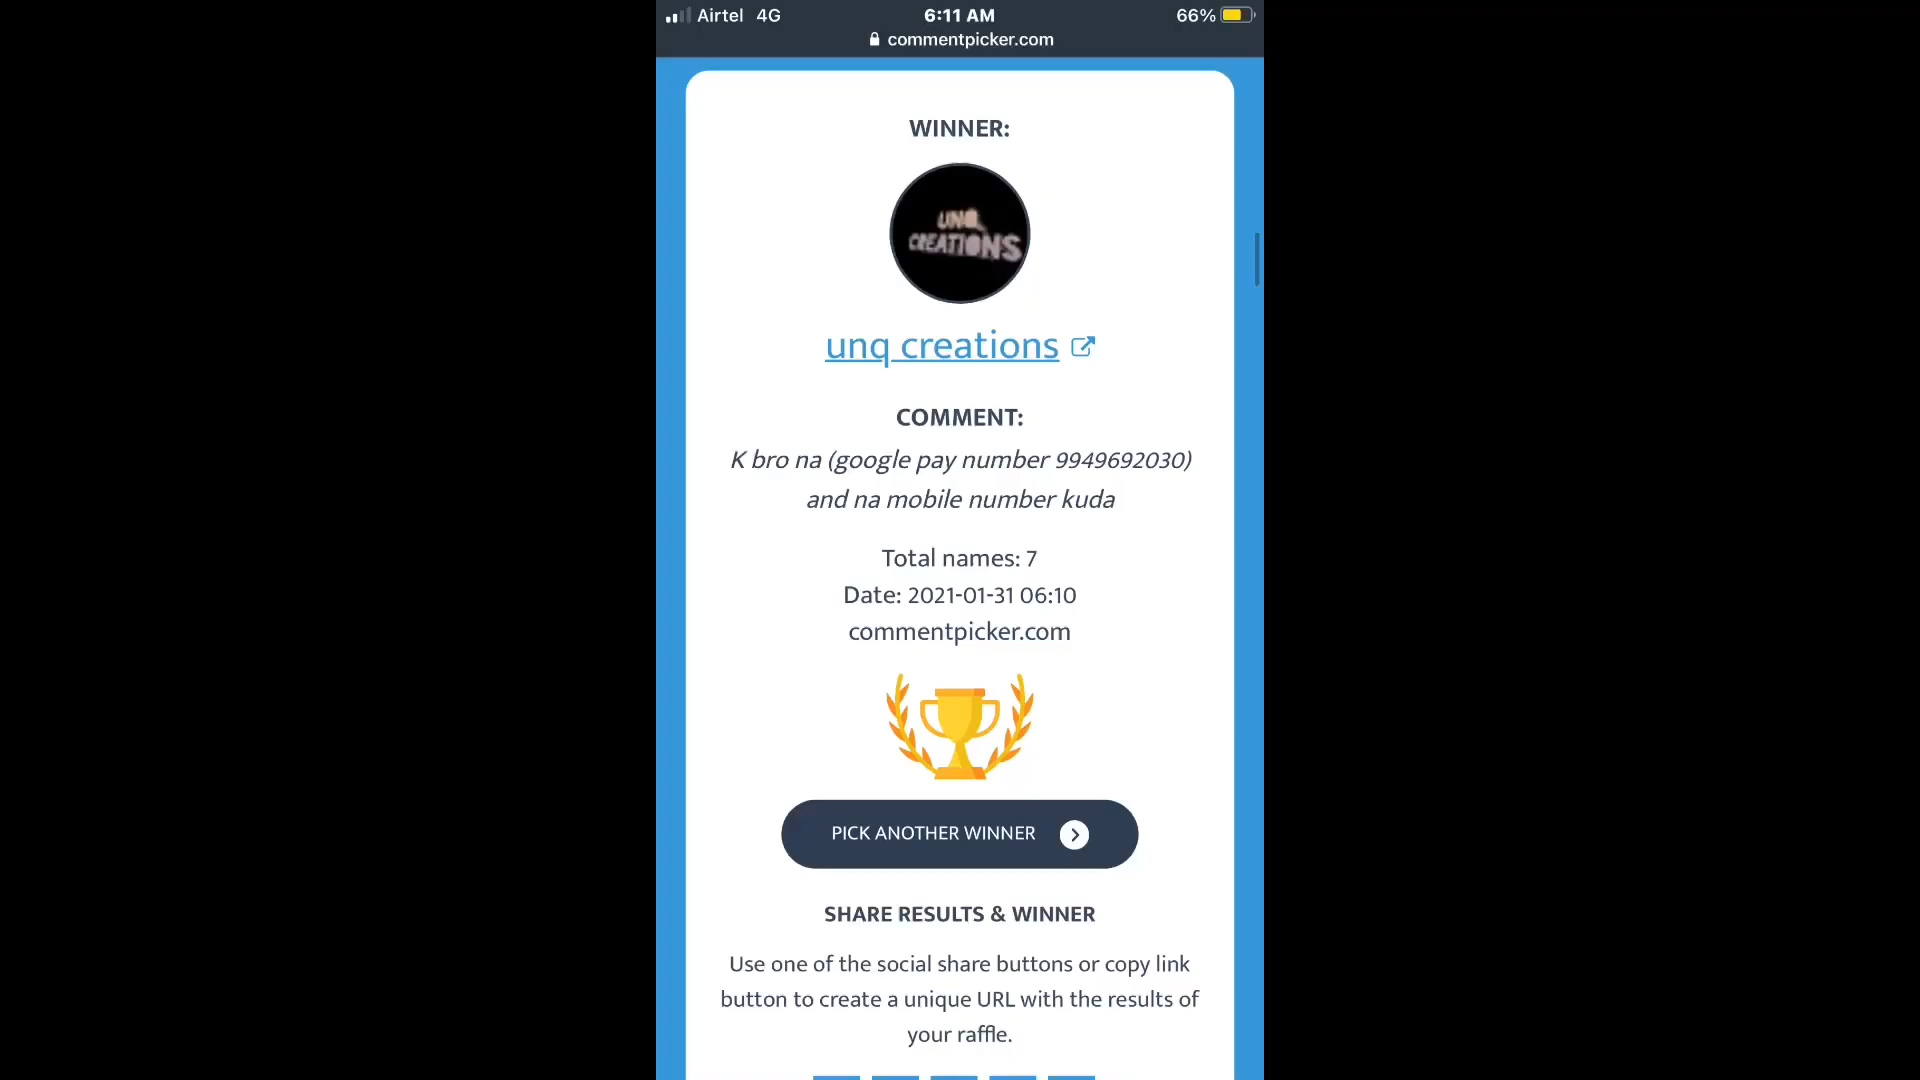 Airtel 4G 6:11 AM 66%
commentpicker.com
WINNER:
UNQ
CREATIONS
unq creations
COMMENT:
K bro na (google pay number 9949692030)
and na mobile number kuda
Total names: 7
Date: 2021-01-31 06:10
commentpicker.com
PICK ANOTHER WINNER
SHARE RESULTS & WINNER
Use one of the social share buttons or copy link
button to create a unique URL with the results of
your raffle.